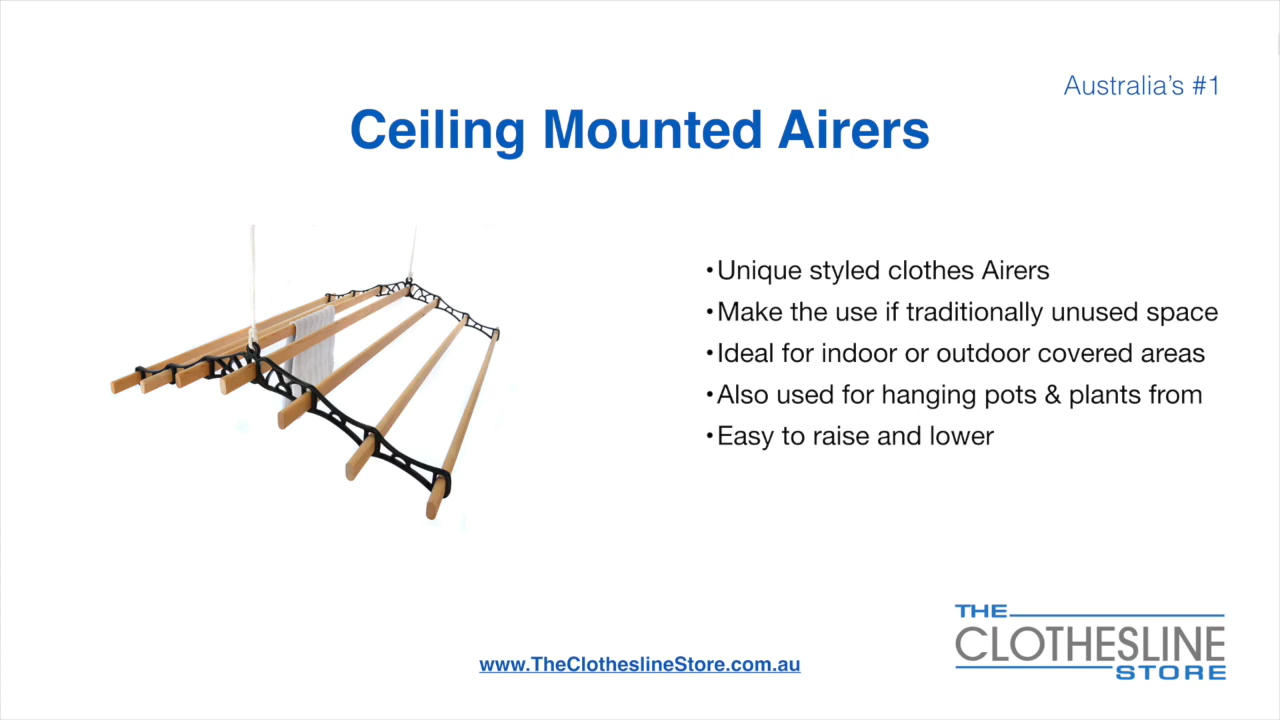 Australia's #1
Ceiling Mounted Airers
•Unique styled clothes Airers
•Make the use if traditionally unused space
•Ideal for indoor or outdoor covered areas
•Also used for hanging pots & plants from
•Easy to raise and lower
THE
CLOTHESLINE
STORE
www.TheClotheslineStore.com.au